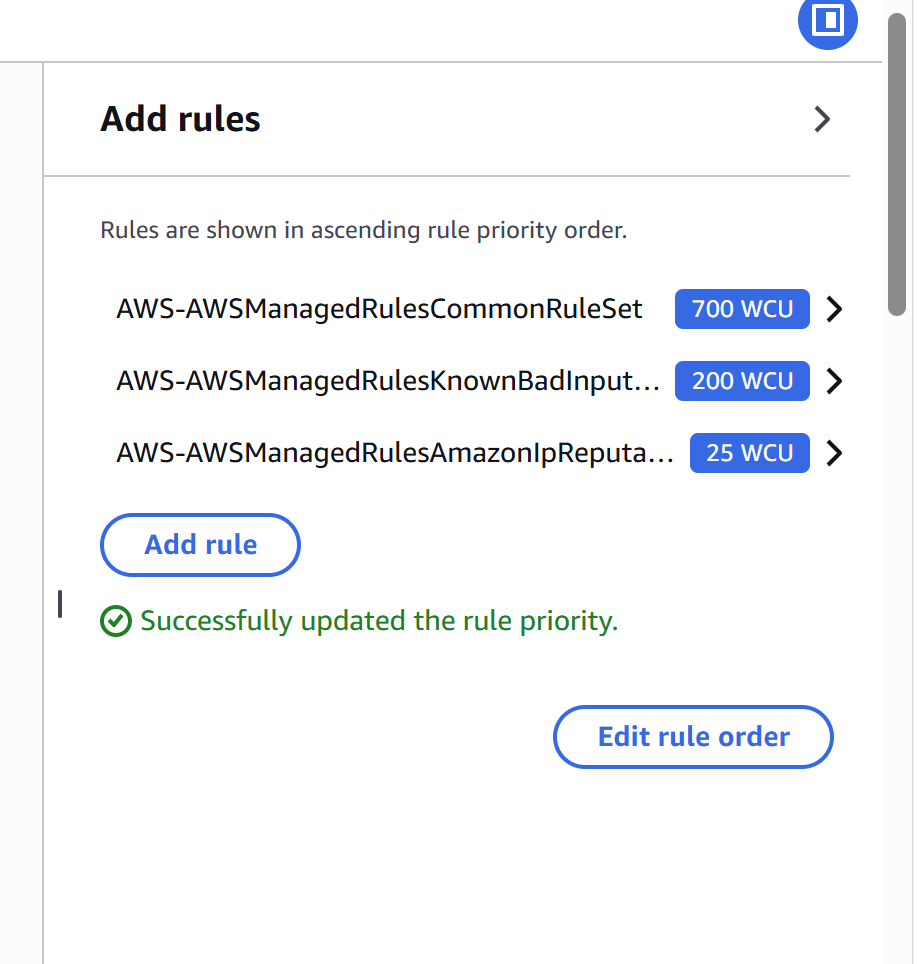 Add rules
Rules are shown in ascending rule priority order.
AWS-AWSManagedRulesCommonRuleSet 700 WCU
AWS-AWSManagedRulesKnownBadInput... 200 WCU
AWS-AWSManagedRulesAmazonIpReputa... 25 WCU
Add rule
Successfully updated the rule priority.
Edit rule order